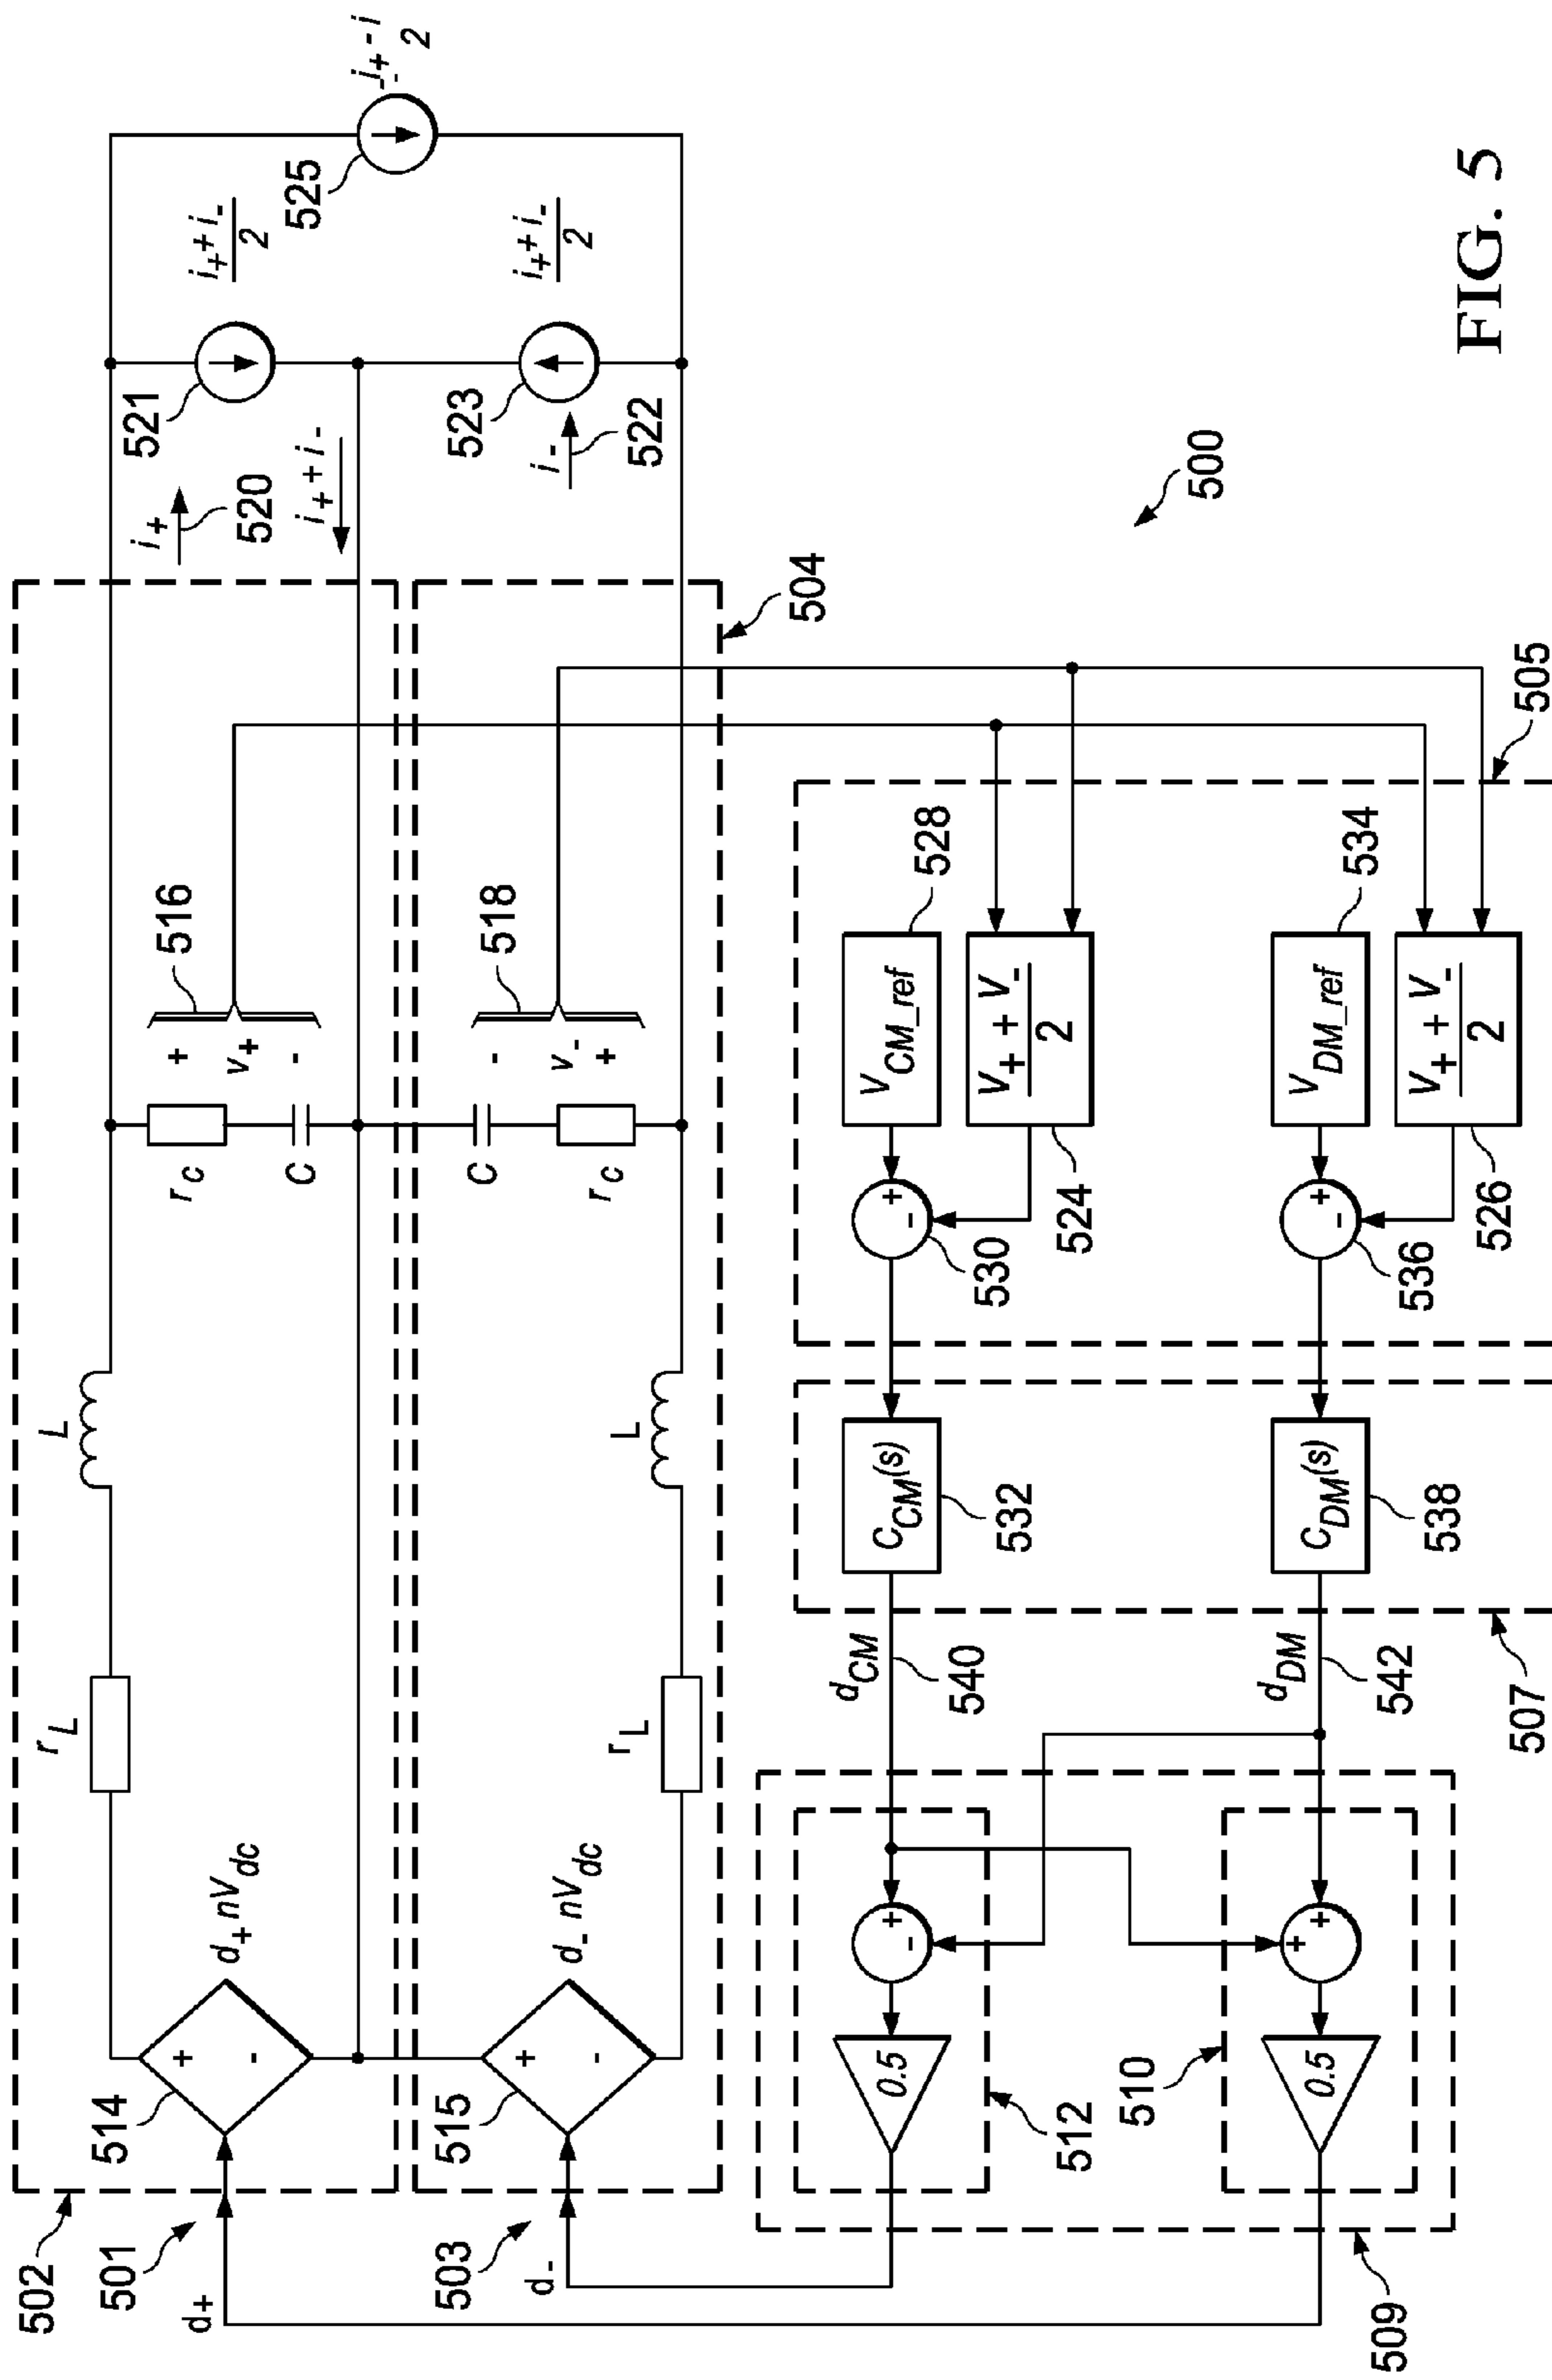 502
501
d+
514
+
-
d+ nVdc
rL
L
rC
C
+
v+
-
516
i+
520
521
i+ + i-
2
i+ + i-
525
i+ - i
2
503
d-
515
+
-
d- nVdc
rL
L
C
rC
-
v-
+
518
504
i-
522
523
i+ + i-
2
500
512
0.5
+
-
dCM
540
CCM(s)
532
+
-
530
VCM_ref
528
V+ + V-
2
524
509
510
0.5
+
+
dDM
542
507
CDM(s)
538
+
-
536
VDM_ref
534
V+ + V-
2
526
505
FIG. 5